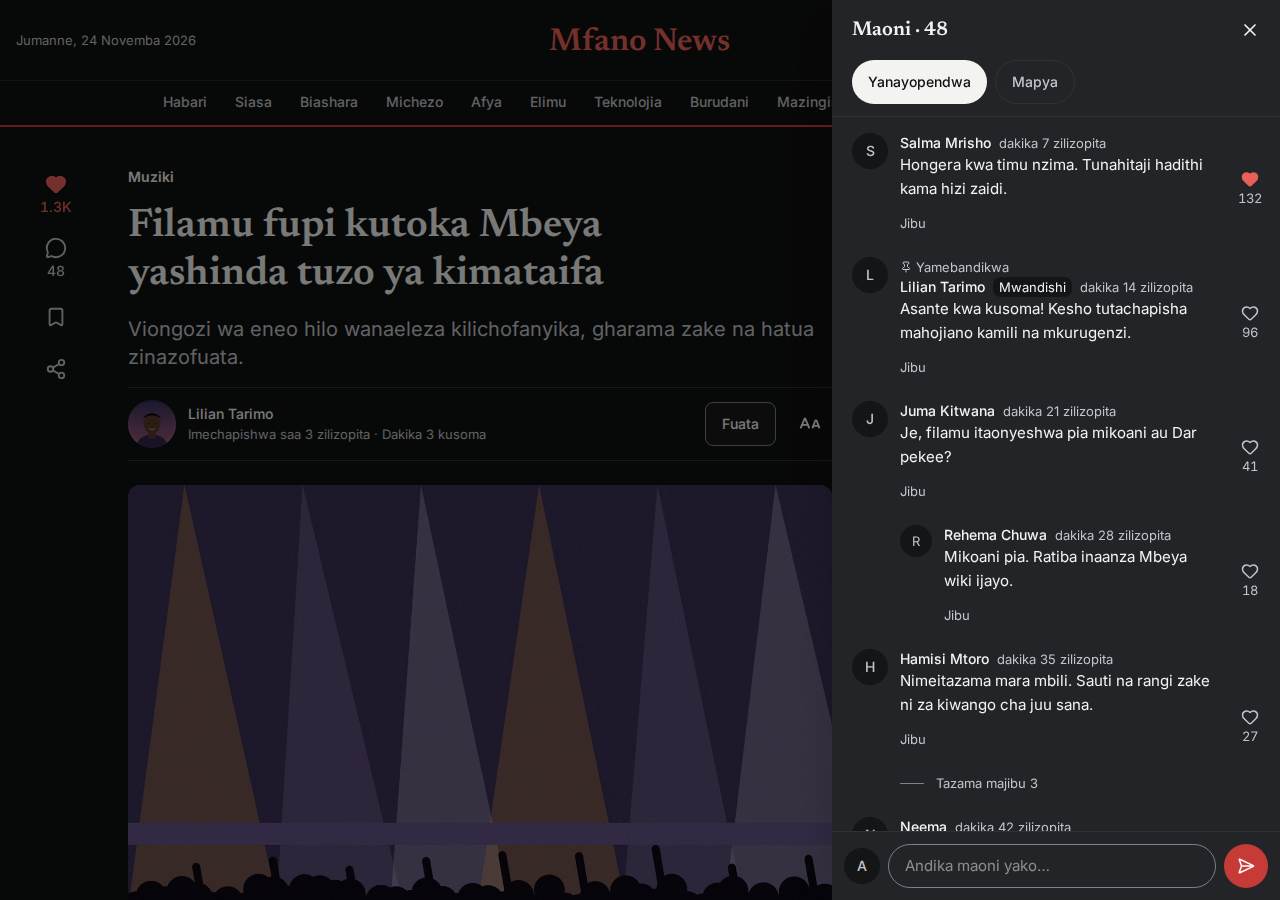 Jumanne, 24 Novemba 2026
Mfano News
Habari Siasa Biashara Michezo Afya Elimu Teknolojia Burudani Mazingi
1.3K
48
Muziki
Filamu fupi kutoka Mbeya
yashinda tuzo ya kimataifa
Viongozi wa eneo hilo wanaeleza kilichofanyika, gharama zake na hatua
zinazofuata.
Lilian Tarimo
Imechapishwa saa 3 zilizopita · Dakika 3 kusoma
Fuata
AA
Maoni · 48
Yanayopendwa Mapya
S
Salma Mrisho dakika 7 zilizopita
Hongera kwa timu nzima. Tunahitaji hadithi
kama hizi zaidi.
132
Jibu
Yamebandikwa
L
Lilian Tarimo Mwandishi dakika 14 zilizopita
Asante kwa kusoma! Kesho tutachapisha
mahojiano kamili na mkurugenzi.
96
Jibu
J
Juma Kitwana dakika 21 zilizopita
Je, filamu itaonyeshwa pia mikoani au Dar
pekee?
41
Jibu
R
Rehema Chuwa dakika 28 zilizopita
Mikoani pia. Ratiba inaanza Mbeya
wiki ijayo.
18
Jibu
H
Hamisi Mtoro dakika 35 zilizopita
Nimeitazama mara mbili. Sauti na rangi zake
ni za kiwango cha juu sana.
27
Jibu
Tazama majibu 3
Neema dakika 42 zilizopita
A
Andika maoni yako...